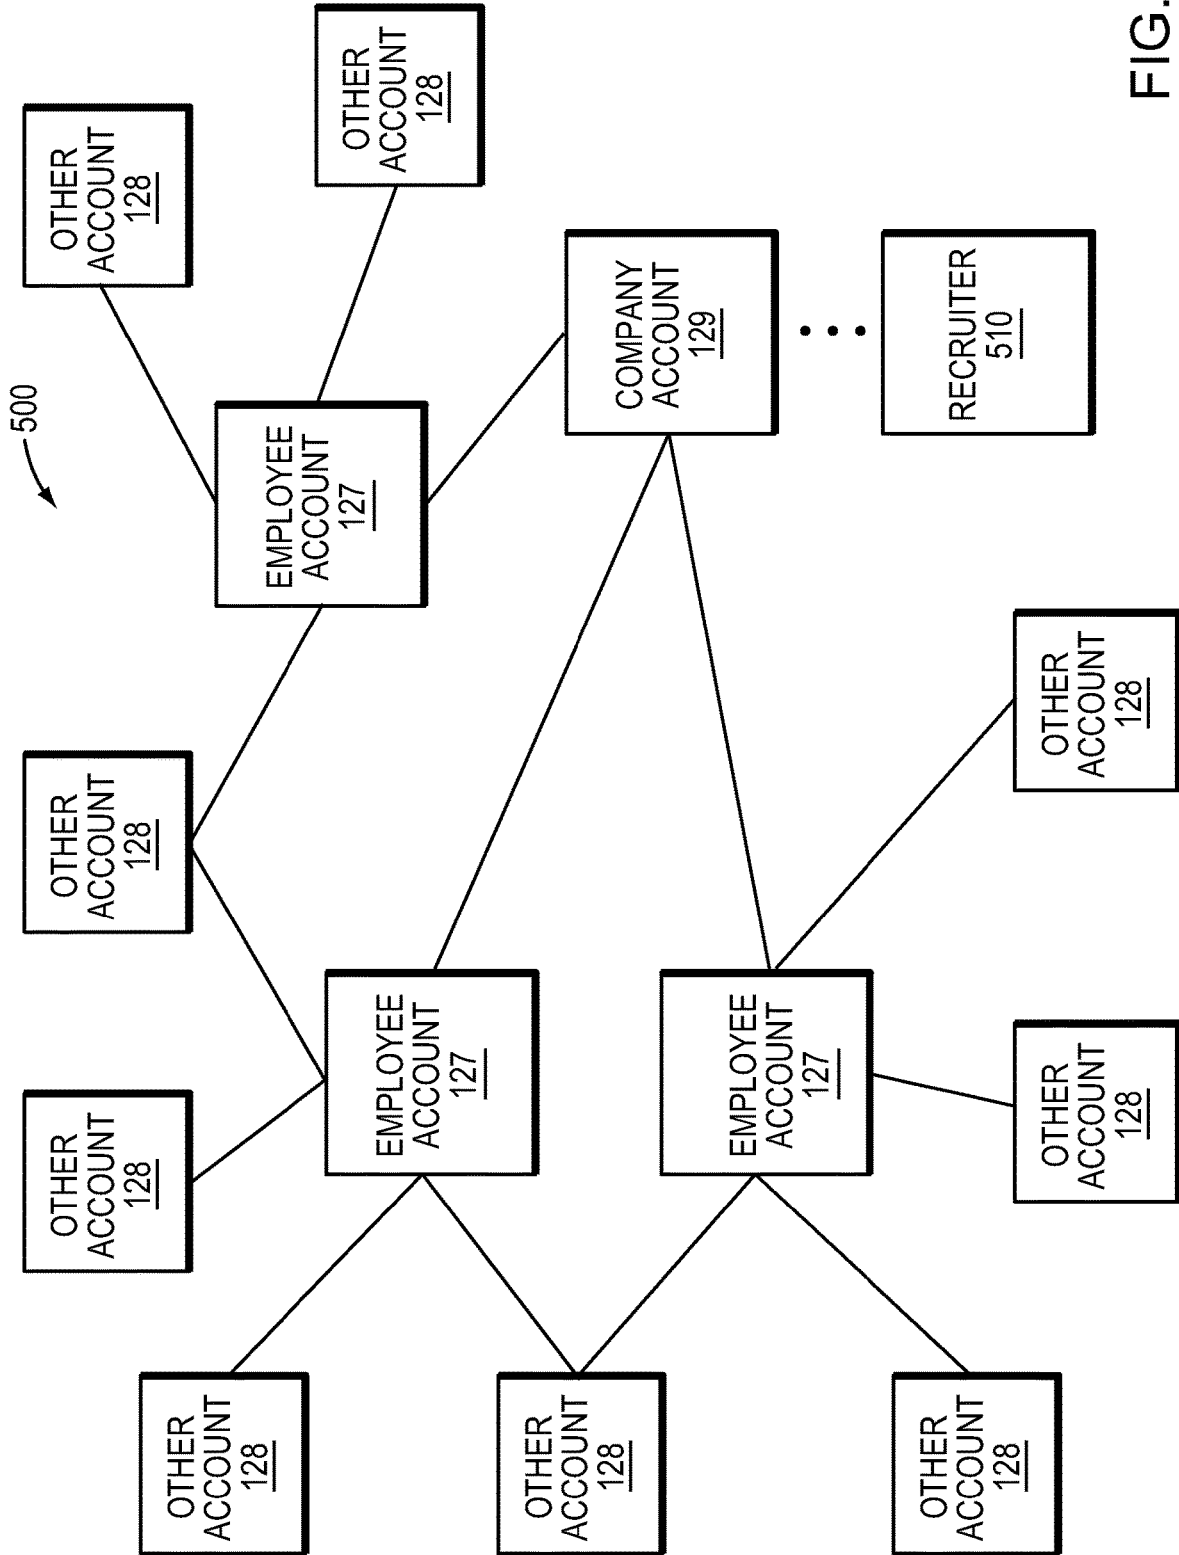 500
OTHER
ACCOUNT
128
OTHER
ACCOUNT
128
OTHER
ACCOUNT
128
OTHER
ACCOUNT
128
EMPLOYEE
ACCOUNT
127
OTHER
ACCOUNT
128
EMPLOYEE
ACCOUNT
127
OTHER
ACCOUNT
128
COMPANY
ACCOUNT
129
EMPLOYEE
ACCOUNT
127
OTHER
ACCOUNT
128
RECRUITER
510
OTHER
ACCOUNT
128
OTHER
ACCOUNT
128
FIG.